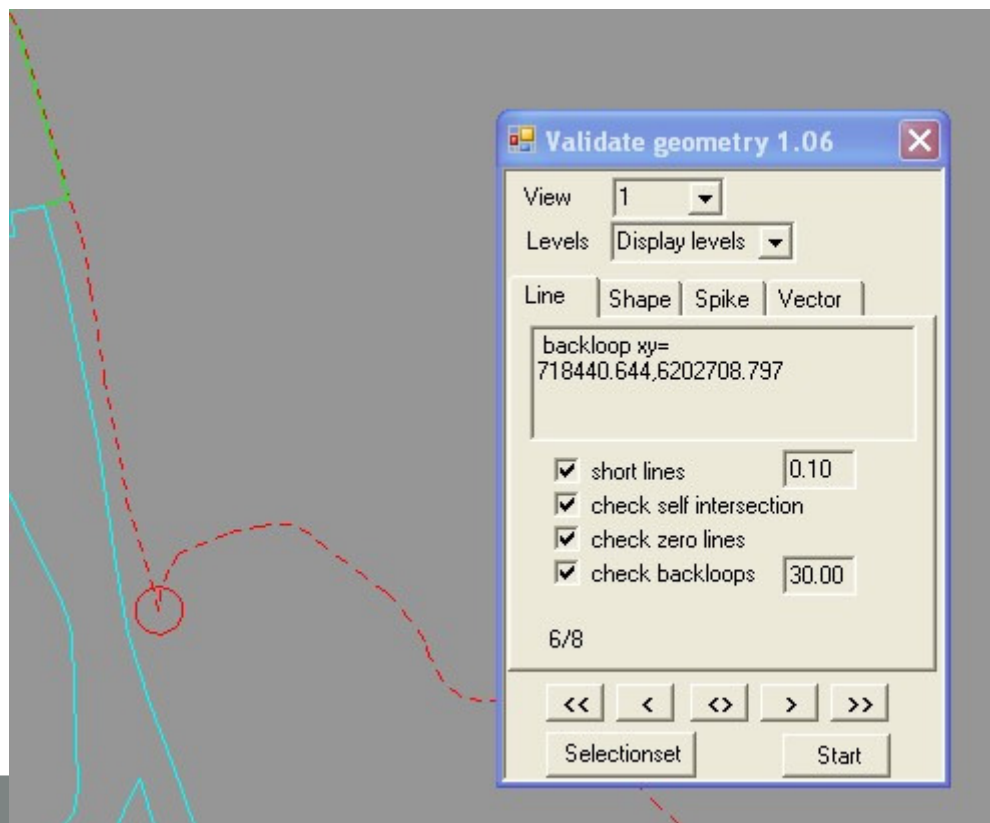 Validate geometry 1.06
View 1
Levels Display levels
Line Shape Spike Vector
backloop xy=
718440.644,6202708.797
short lines 0.10
check self intersection
check zero lines
check backloops 30.00
6/8
<< < <> > >>
Selectionset Start